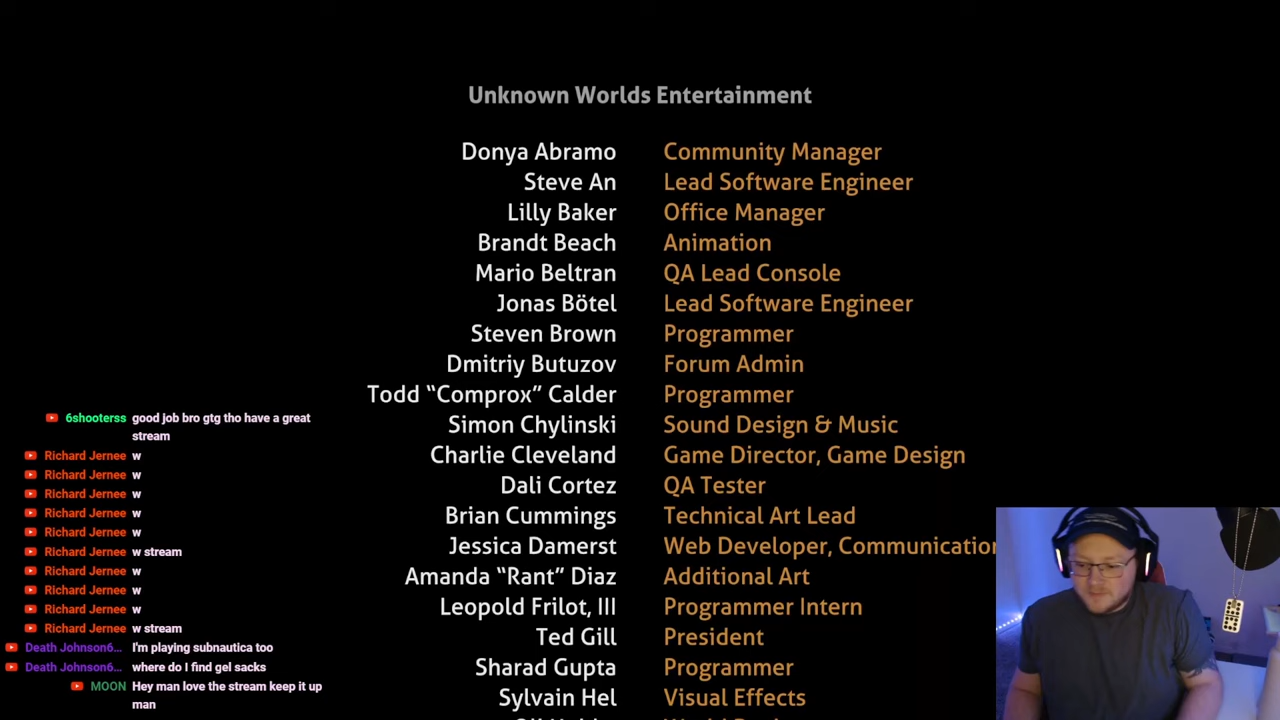 Unknown Worlds Entertainment
Donya Abramo Community Manager
Steve An Lead Software Engineer
Lilly Baker Office Manager
Brandt Beach Animation
Mario Beltran QA Lead Console
Jonas Bötel Lead Software Engineer
Steven Brown Programmer
Dmitriy Butuzov Forum Admin
Todd “Comprox” Calder Programmer
Simon Chylinski Sound Design & Music
Charlie Cleveland Game Director, Game Design
Dali Cortez QA Tester
Brian Cummings Technical Art Lead
Jessica Damerst Web Developer, Communication
Amanda “Rant” Diaz Additional Art
Leopold Frilot, III Programmer Intern
Ted Gill President
Sharad Gupta Programmer
Sylvain Hel Visual Effects
6shooterss good job bro gtg tho have a great
stream
Richard Jernee w
Richard Jernee w
Richard Jernee w
Richard Jernee w
Richard Jernee w
Richard Jernee w stream
Richard Jernee w
Richard Jernee w
Richard Jernee w
Richard Jernee w stream
Death Johnson6... I'm playing subnautica too
Death Johnson6... where do I find gel sacks
MOON Hey man love the stream keep it up
man